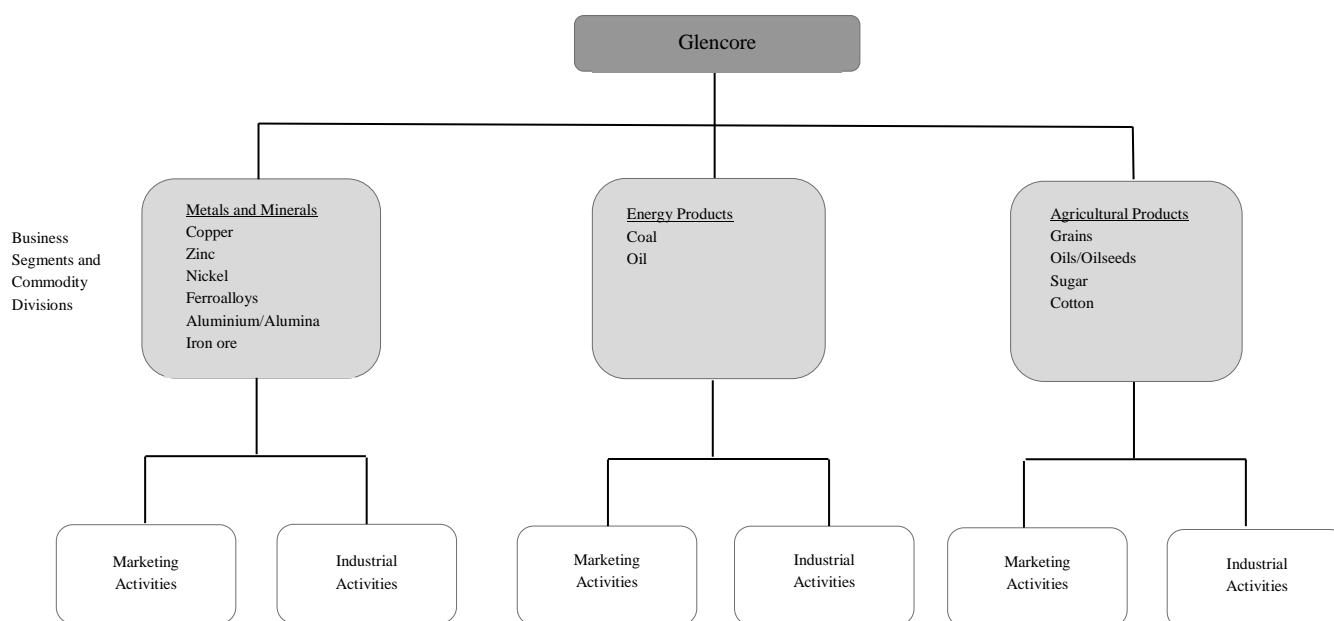 Glencore
Business
Segments and
Commodity
Divisions
Metals and Minerals
Copper
Zinc
Nickel
Ferroalloys
Aluminium/Alumina
Iron ore
Energy Products
Coal
Oil
Agricultural Products
Grains
Oils/Oilseeds
Sugar
Cotton
Marketing
Activities
Industrial
Activities
Marketing
Activities
Industrial
Activities
Marketing
Activities
Industrial
Activities